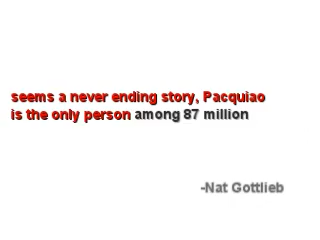 seems a never ending story, Pacquiao
is the only person among 87 million
-Nat Gottlieb